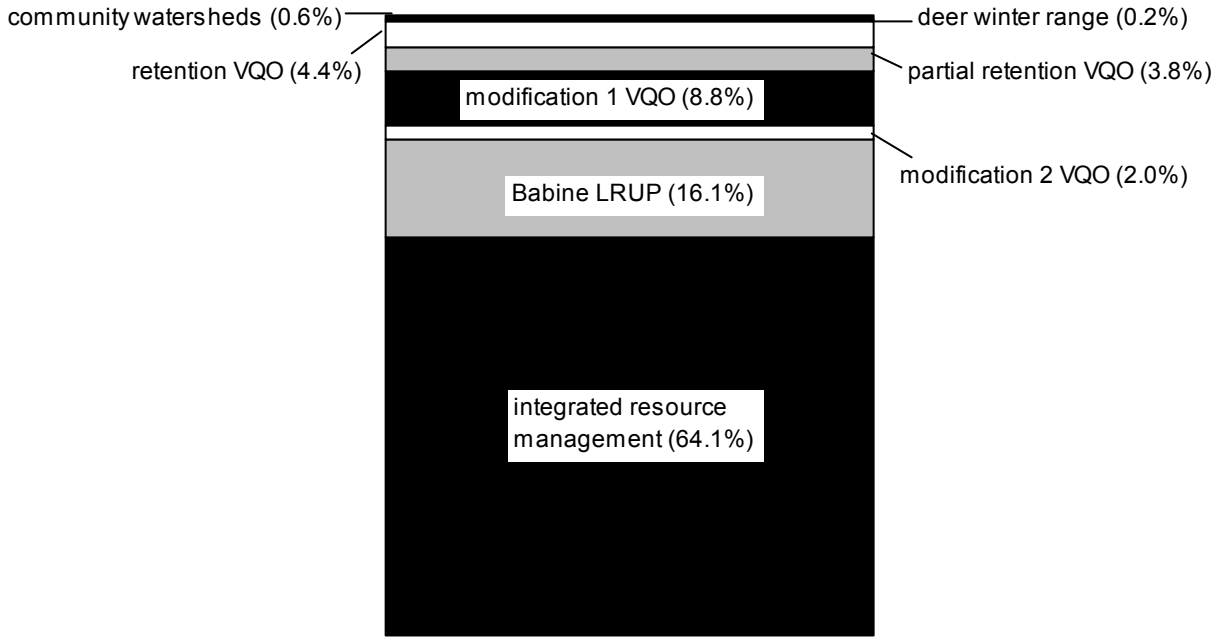 community watersheds (0.6%)
deer winter range (0.2%)
retention VQO (4.4%)
partial retention VQO (3.8%)
modification 1 VQO (8.8%)
modification 2 VQO (2.0%)
Babine LRUP (16.1%)
integrated resource
management (64.1%)